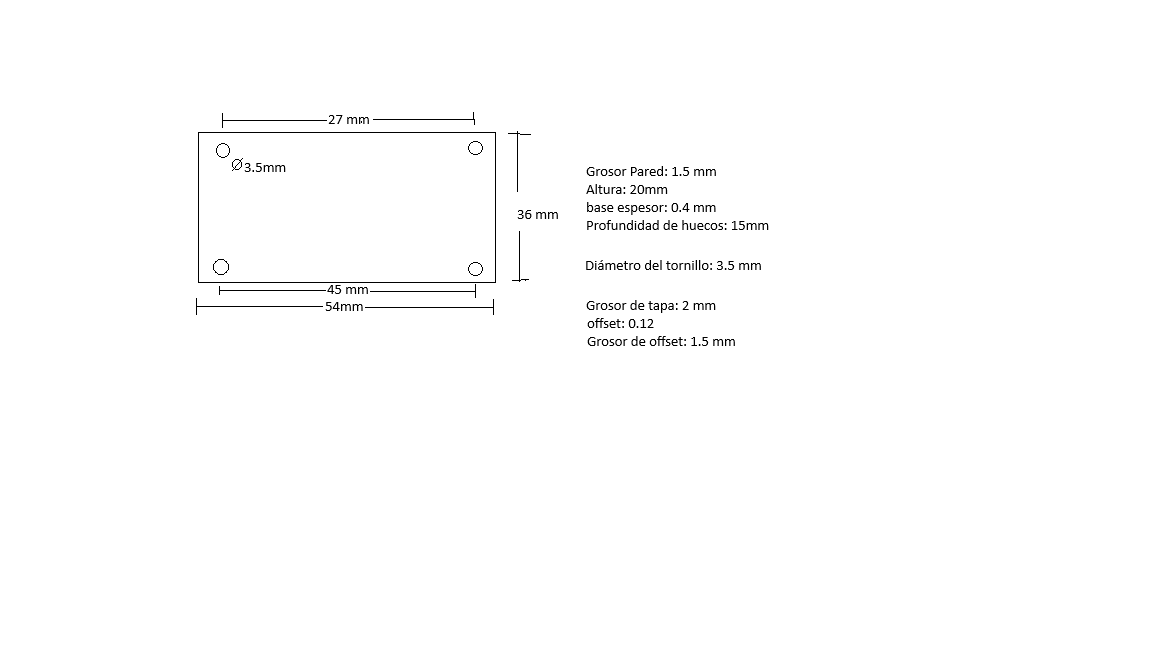 27 mm
Ø3.5mm
36 mm
45 mm
54mm
Grosor Pared: 1.5 mm
Altura: 20mm
base espesor: 0.4 mm
Profundidad de huecos: 15mm
Diámetro del tornillo: 3.5 mm
Grosor de tapa: 2 mm
offset: 0.12
Grosor de offset: 1.5 mm